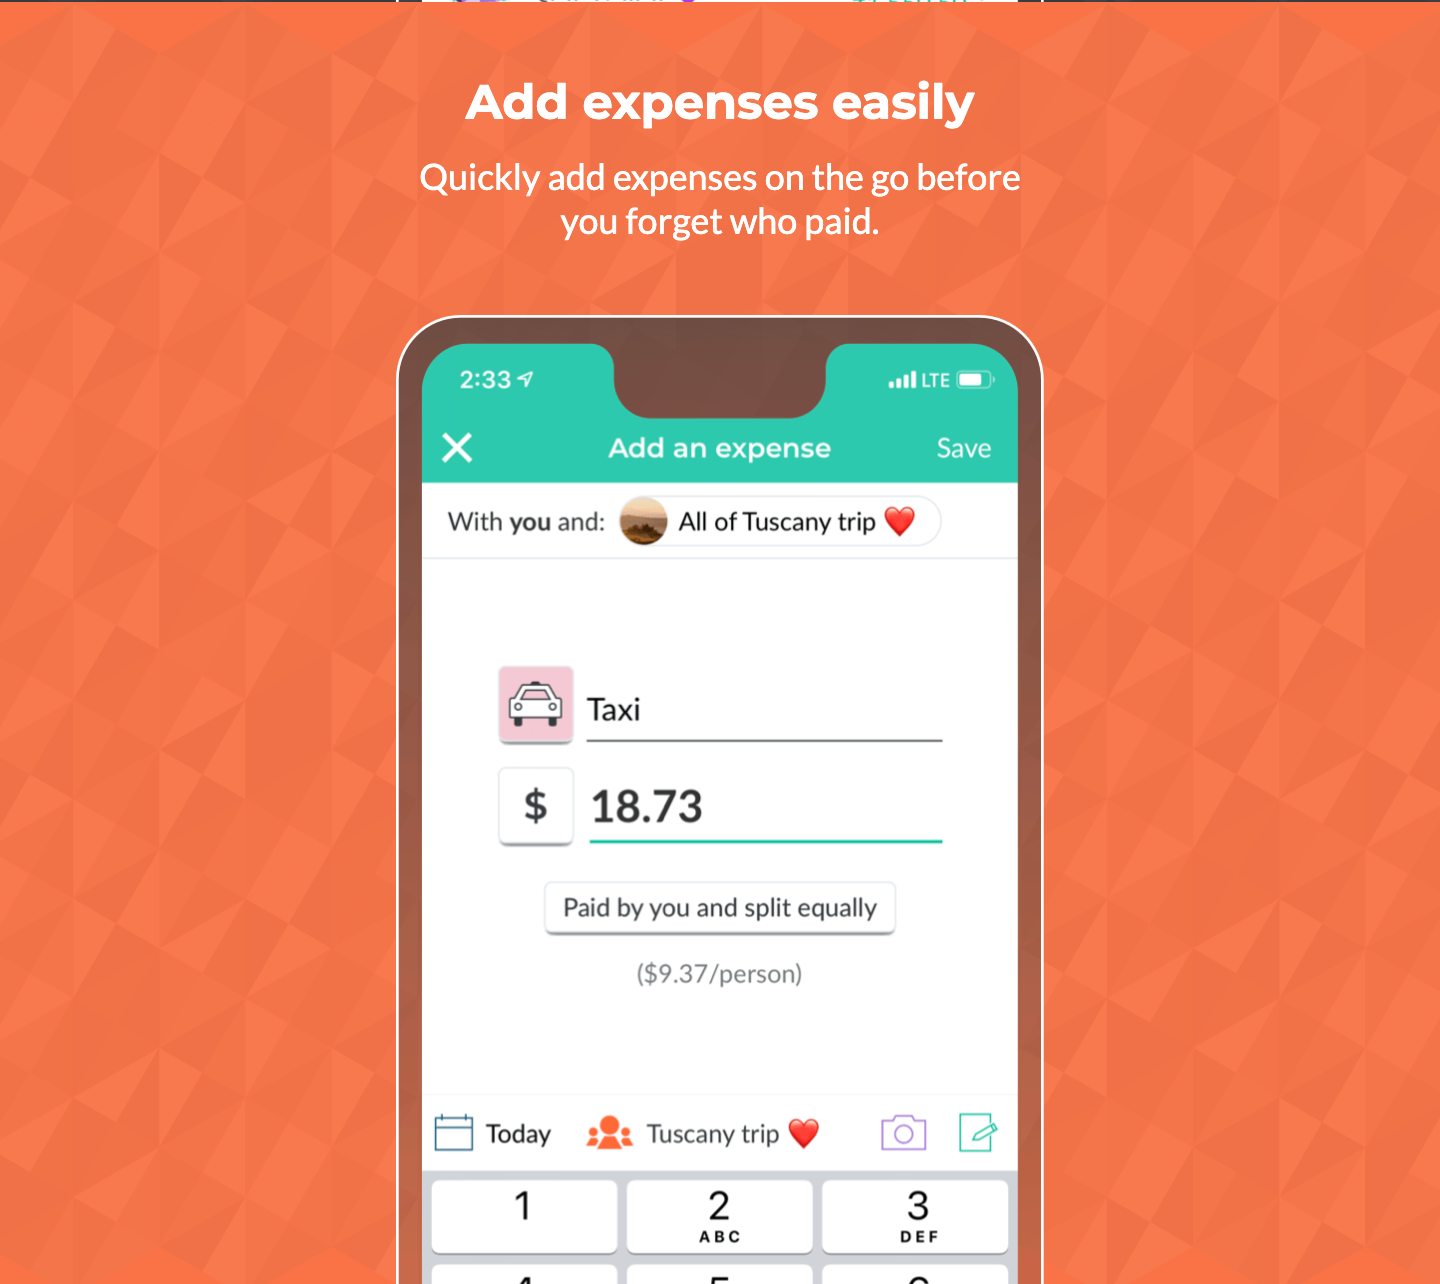 Add expenses easily
Quickly add expenses on the go before
you forget who paid.
2:33 LTE
Add an expense Save
With you and: All of Tuscany trip ❤️
Taxi
$ 18.73
Paid by you and split equally
($9.37/person)
Today Tuscany trip ❤️
1 2 3
ABC DEF